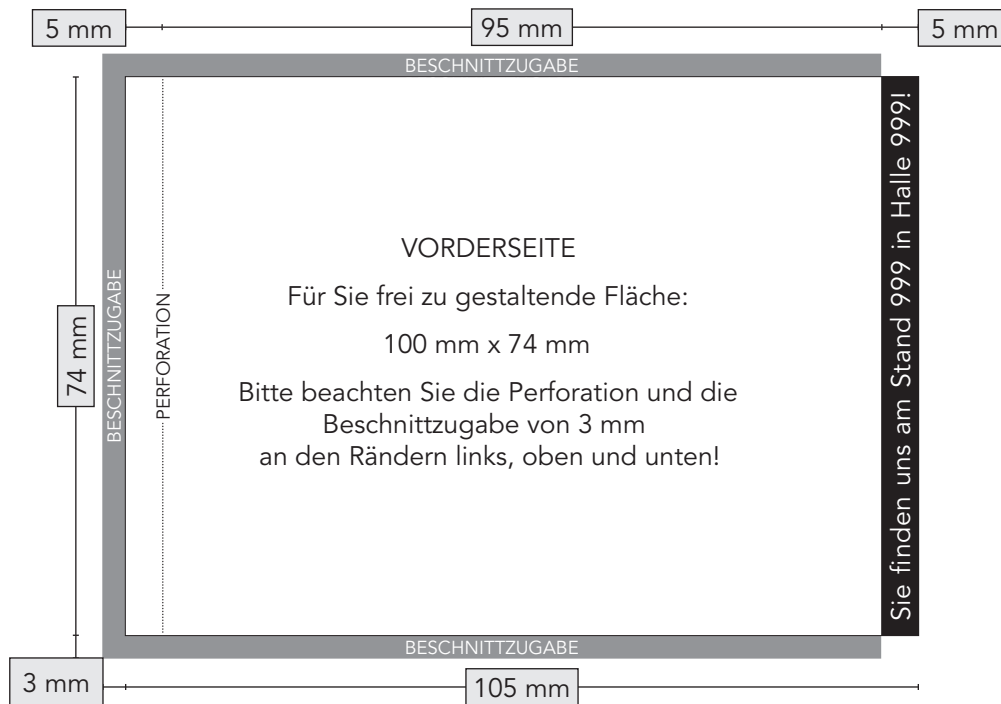 5 mm
95 mm
5 mm
BESCHNITTZUGABE
74 mm
BESCHNITTZUGABE
PERFORATION
VORDERSEITE
Für Sie frei zu gestaltende Fläche:
100 mm x 74 mm
Bitte beachten Sie die Perforation und die
Beschnittzugabe von 3 mm
an den Rändern links, oben und unten!
Sie finden uns am Stand 999 in Halle 999!
BESCHNITTZUGABE
3 mm
105 mm